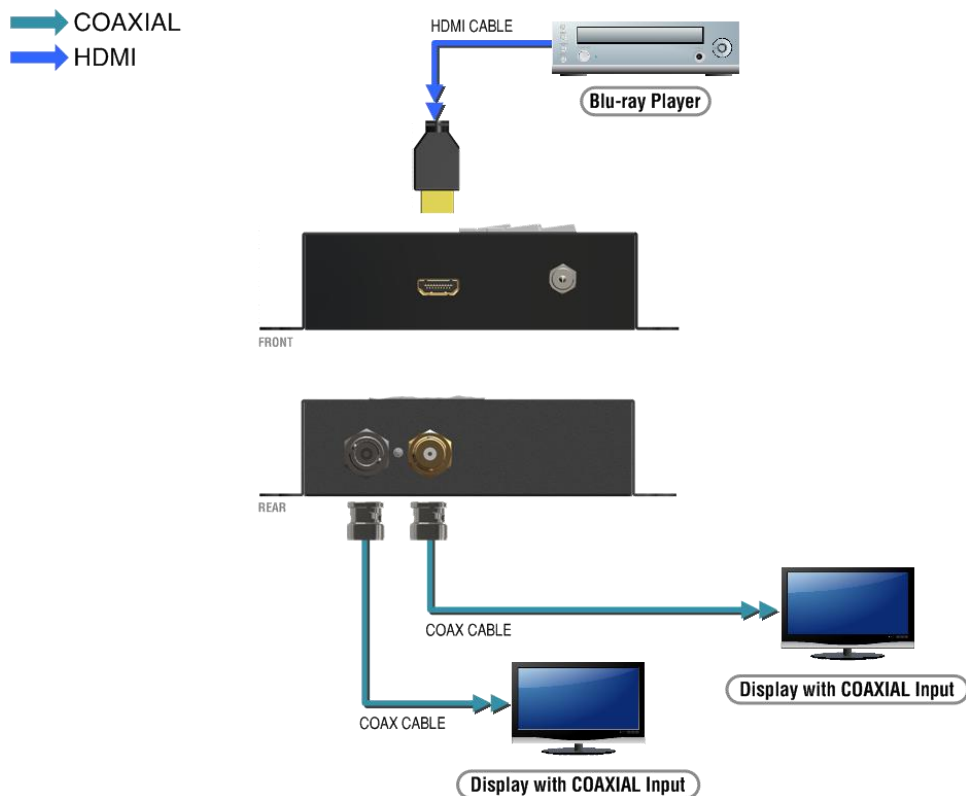 COAXIAL
HDMI
HDMI CABLE
Blu-ray Player
FRONT
REAR
COAX CABLE
Display with COAXIAL Input
COAX CABLE
Display with COAXIAL Input